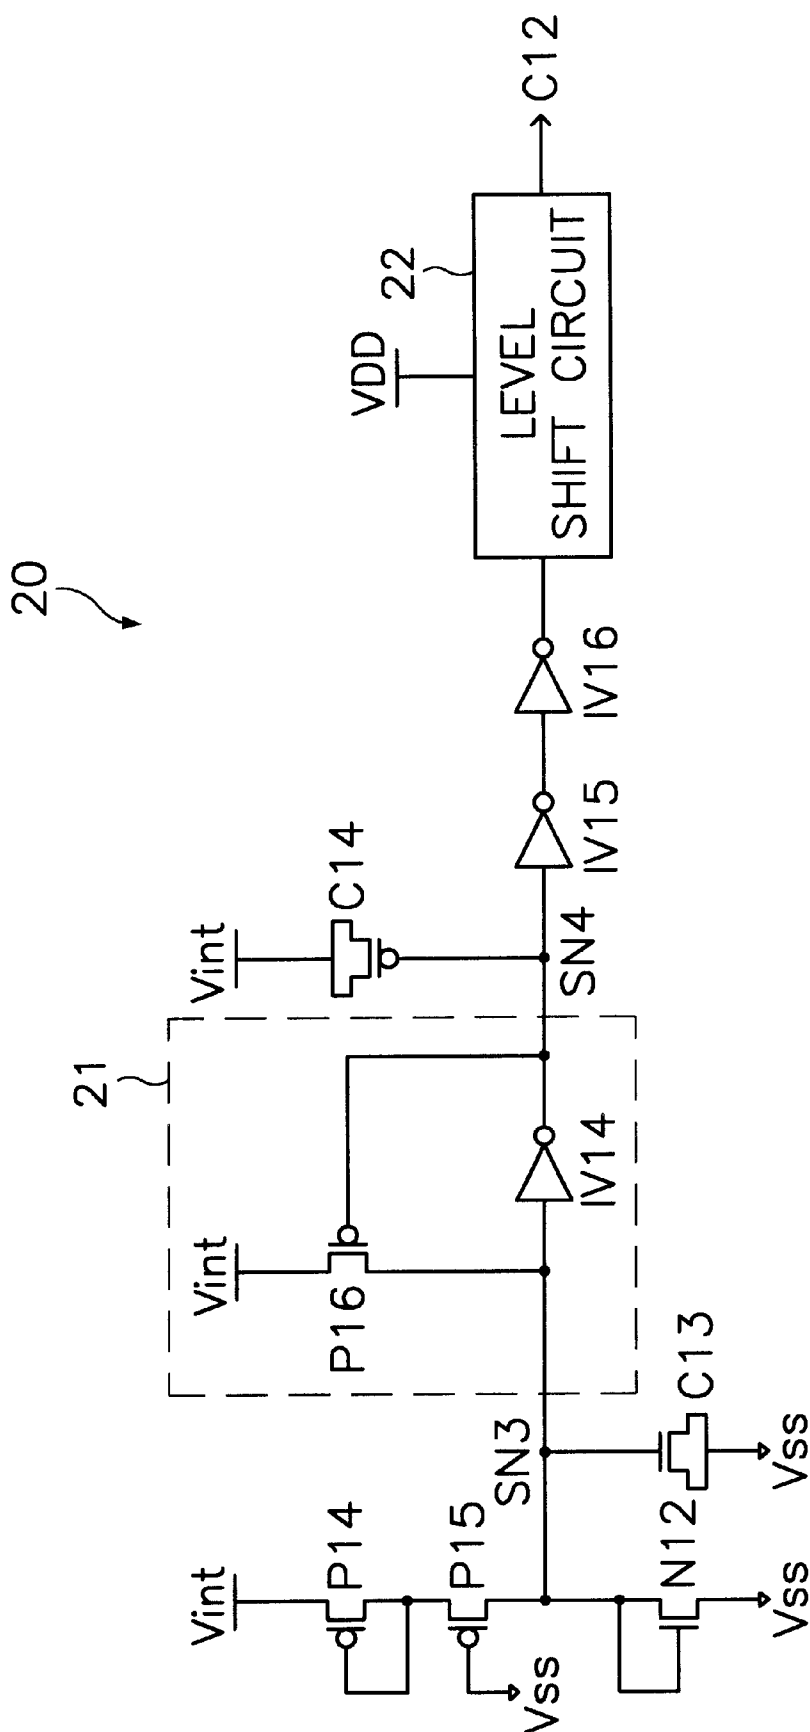 20
Vint
P14
P15
Vss
N12
Vss
SN3
C13
Vss
21
Vint
P16
IV14
Vint
C14
SN4
IV15
IV16
VDD
22
LEVEL
SHIFT CIRCUIT
C12